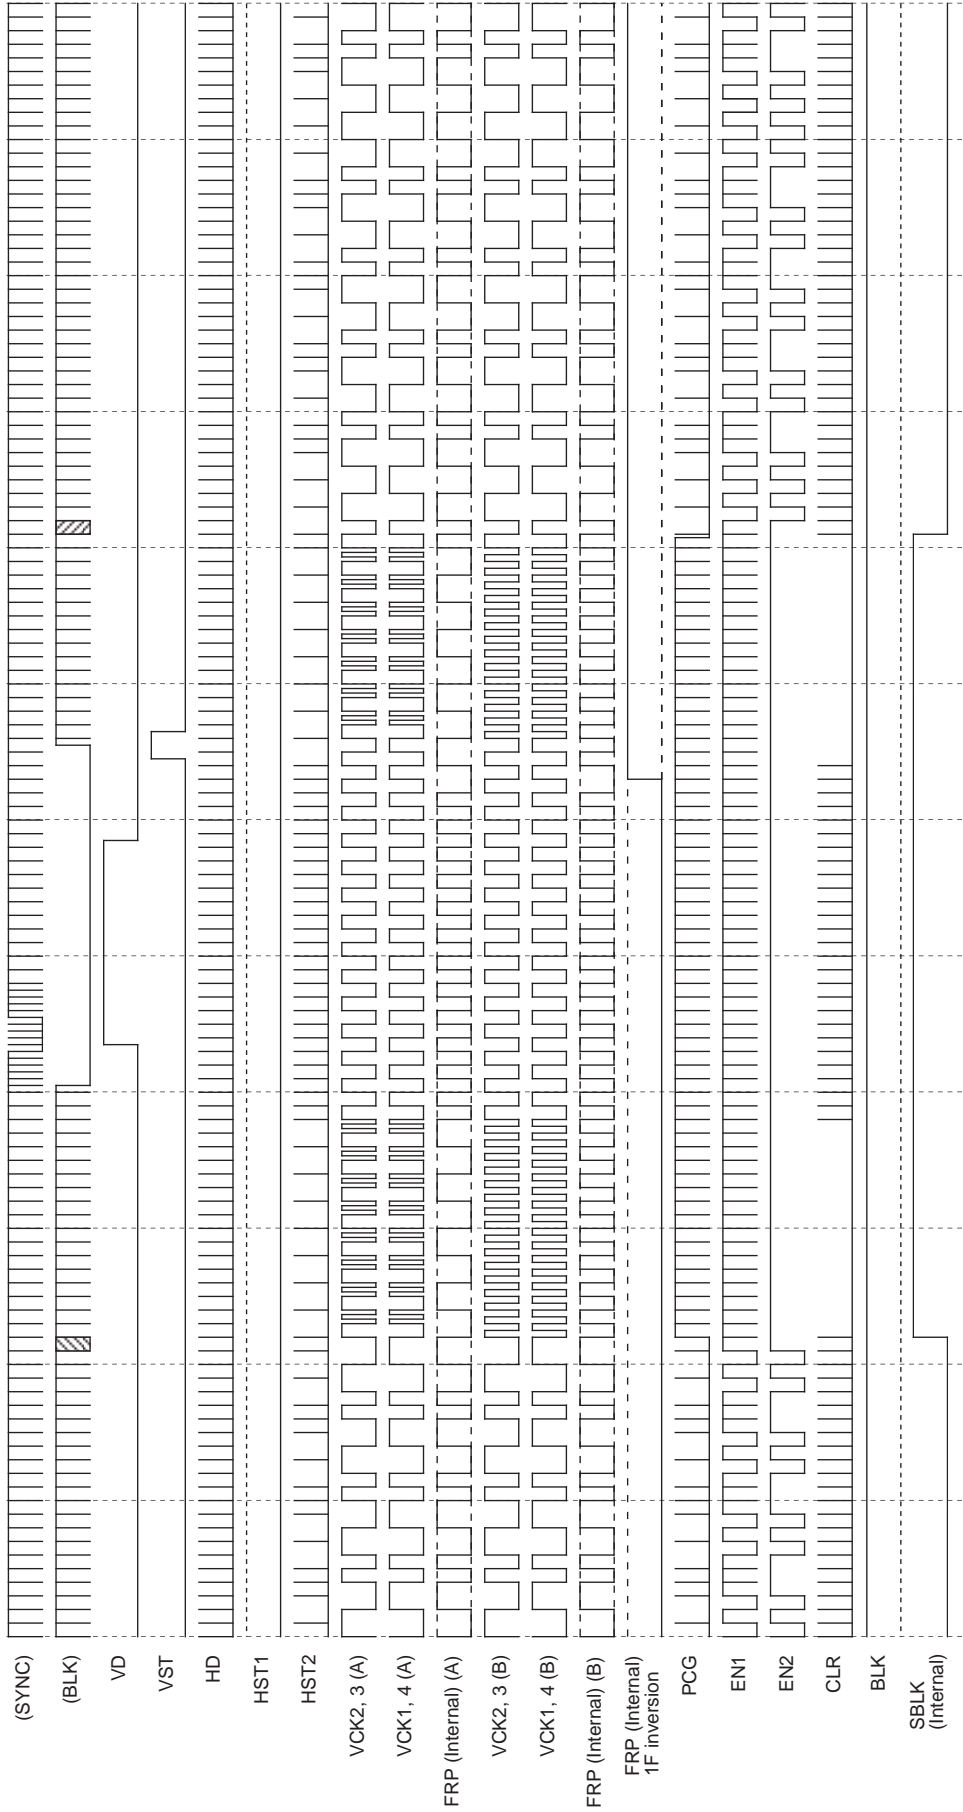 (SYNC)
(BLK)
VD
VST
HD
HST1
HST2
VCK2, 3 (A)
VCK1, 4 (A)
FRP (Internal) (A)
VCK2, 3 (B)
VCK1, 4 (B)
FRP (Internal) (B)
FRP (Internal)
1F inversion
PCG
EN1
EN2
CLR
BLK
SBLK
(Internal)